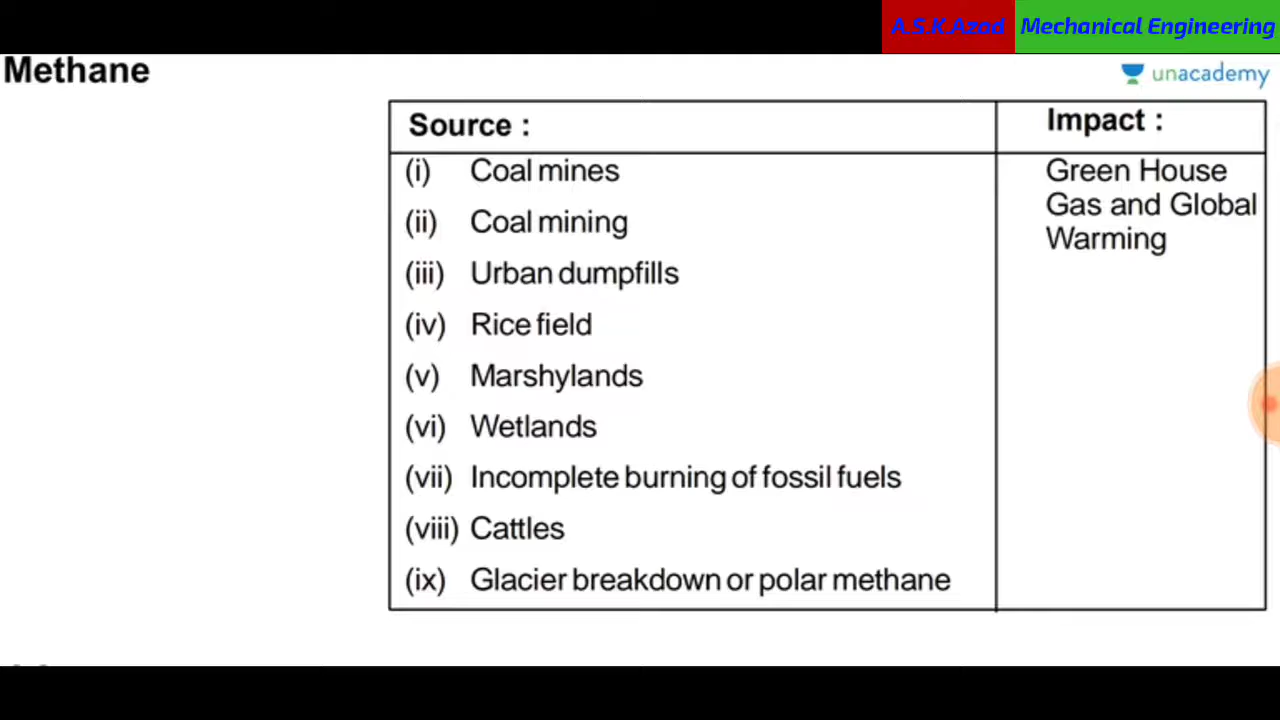 A.S.K.Azad Mechanical Engineering
Methane
unacademy
Source : Impact :
(i) Coal mines Green House
Gas and Global
(ii) Coal mining
Warming
(iii) Urban dumpfills
(iv) Rice field
(v) Marshylands
(vi) Wetlands
(vii) Incomplete burning of fossil fuels
(viii) Cattles
(ix) Glacier breakdown or polar methane